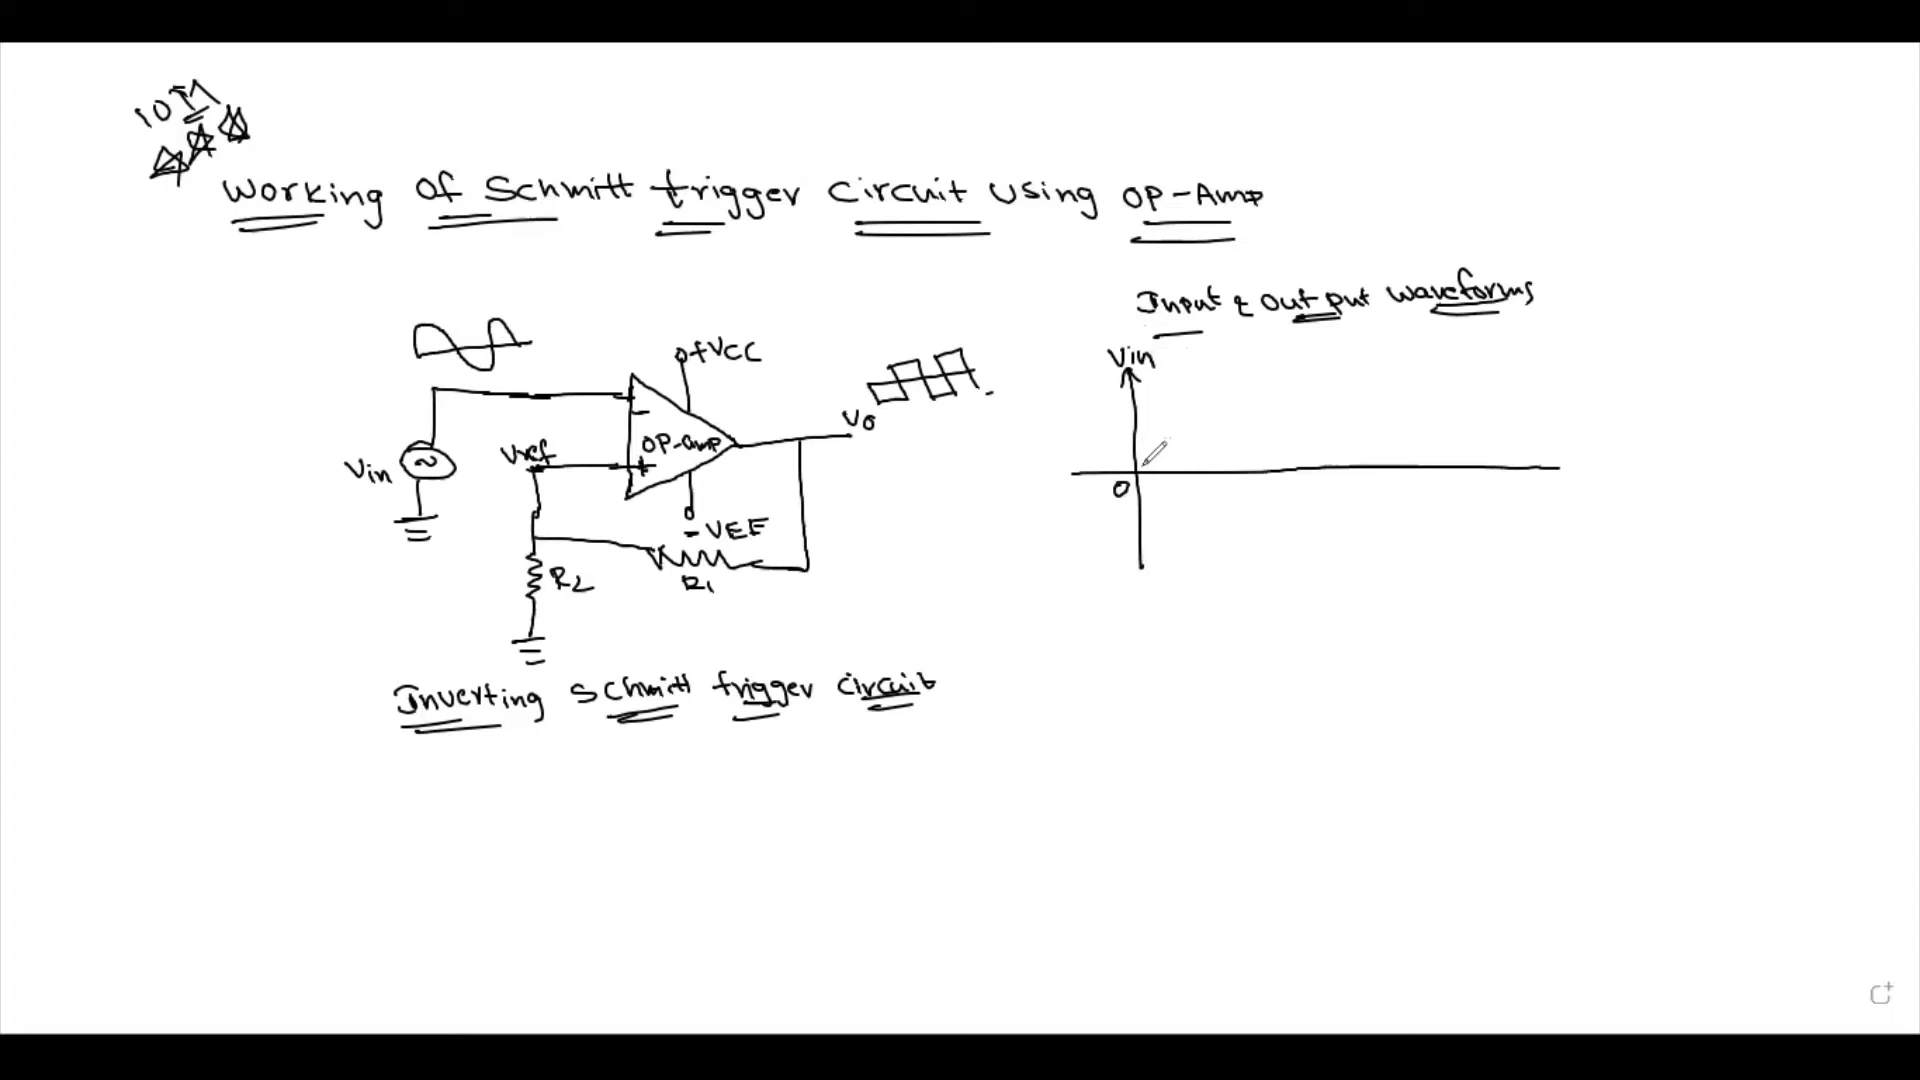 10M
Working Of Schmitt trigger Circuit Using OP-Amp
Input & Output Waveforms
Vin
+VCC
Vo
OP-amp
-
+
Vref
Vin
0
-VEE
R2
R1
Inverting Schmitt trigger circuit